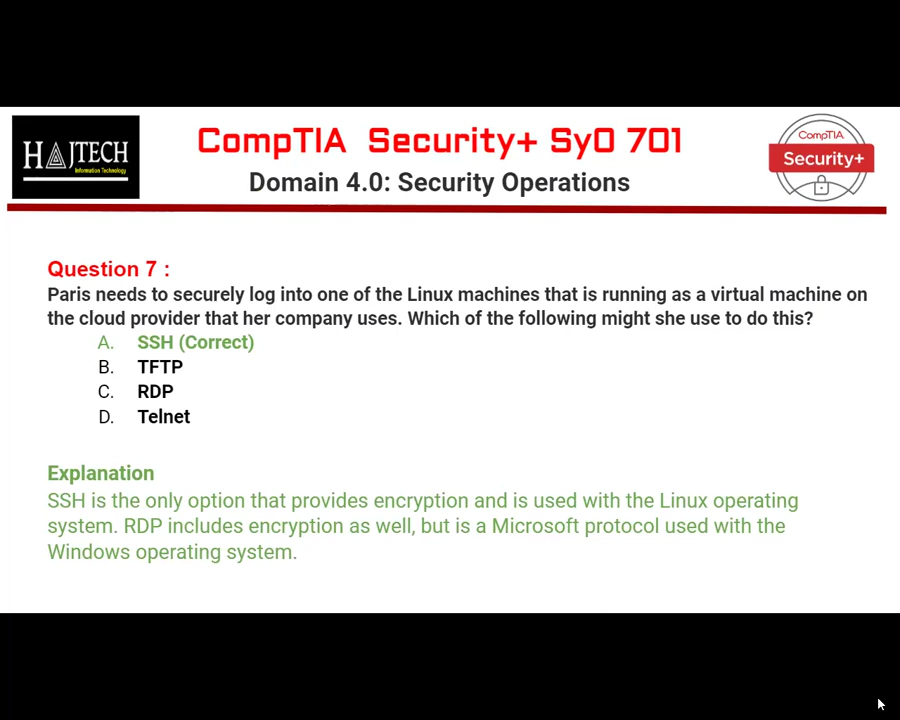 HAJTECH
Information Technology
CompTIA Security+ SyO 701
Domain 4.0: Security Operations
CompTIA
Security+
Question 7 :
Paris needs to securely log into one of the Linux machines that is running as a virtual machine on
the cloud provider that her company uses. Which of the following might she use to do this?
A. SSH (Correct)
B. TFTP
C. RDP
D. Telnet
Explanation
SSH is the only option that provides encryption and is used with the Linux operating
system. RDP includes encryption as well, but is a Microsoft protocol used with the
Windows operating system.